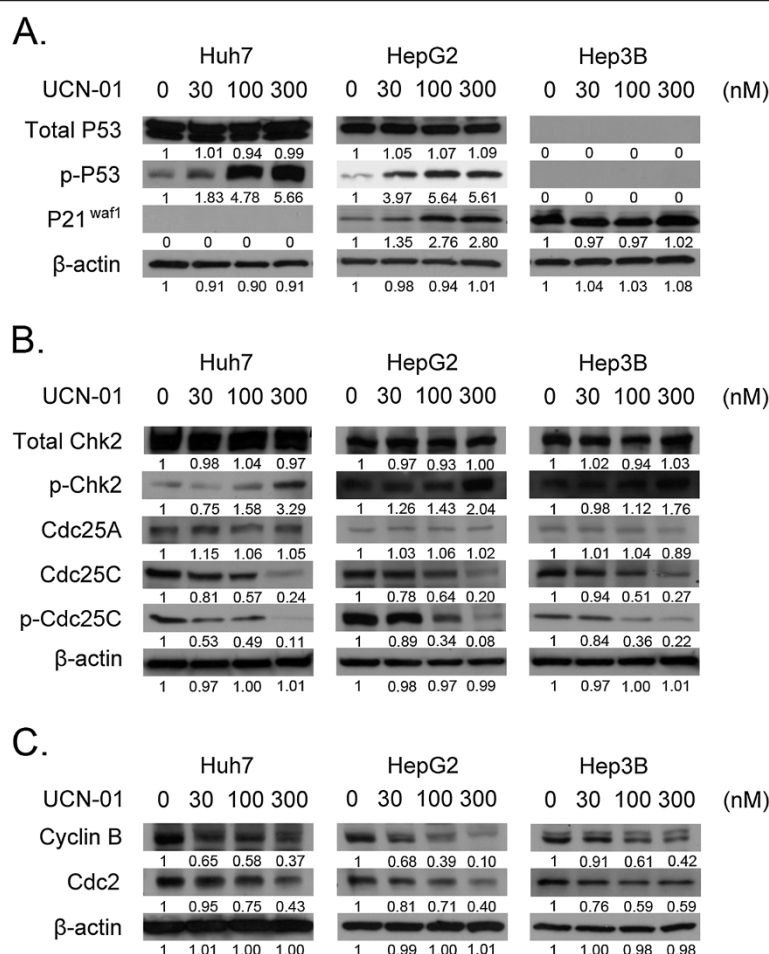 A.
Huh7 HepG2 Hep3B
UCN-01 0 30 100 300 0 30 100 300 0 30 100 300 (nM)
Total P53
1 1.01 0.94 0.99 1 1.05 1.07 1.09 0 0 0 0
p-P53
1 1.83 4.78 5.66 1 3.97 5.64 5.61 0 0 0 0
P21 waf1
0 0 0 0 1 1.35 2.76 2.80 1 0.97 0.97 1.02
β-actin
1 0.91 0.90 0.91 1 0.98 0.94 1.01 1 1.04 1.03 1.08
B.
Huh7 HepG2 Hep3B
UCN-01 0 30 100 300 0 30 100 300 0 30 100 300 (nM)
Total Chk2
1 0.98 1.04 0.97 1 0.97 0.93 1.00 1 1.02 0.94 1.03
p-Chk2
1 0.75 1.58 3.29 1 1.26 1.43 2.04 1 0.98 1.12 1.76
Cdc25A
1 1.15 1.06 1.05 1 1.03 1.06 1.02 1 1.01 1.04 0.89
Cdc25C
1 0.81 0.57 0.24 1 0.78 0.64 0.20 1 0.94 0.51 0.27
p-Cdc25C
1 0.53 0.49 0.11 1 0.89 0.34 0.08 1 0.84 0.36 0.22
β-actin
1 0.97 1.00 1.01 1 0.98 0.97 0.99 1 0.97 1.00 1.01
C.
Huh7 HepG2 Hep3B
UCN-01 0 30 100 300 0 30 100 300 0 30 100 300 (nM)
Cyclin B
1 0.65 0.58 0.37 1 0.68 0.39 0.10 1 0.91 0.61 0.42
Cdc2
1 0.95 0.75 0.43 1 0.81 0.71 0.40 1 0.76 0.59 0.59
β-actin
1 1.01 1.00 1.00 1 0.99 1.00 1.01 1 1.00 0.98 0.98